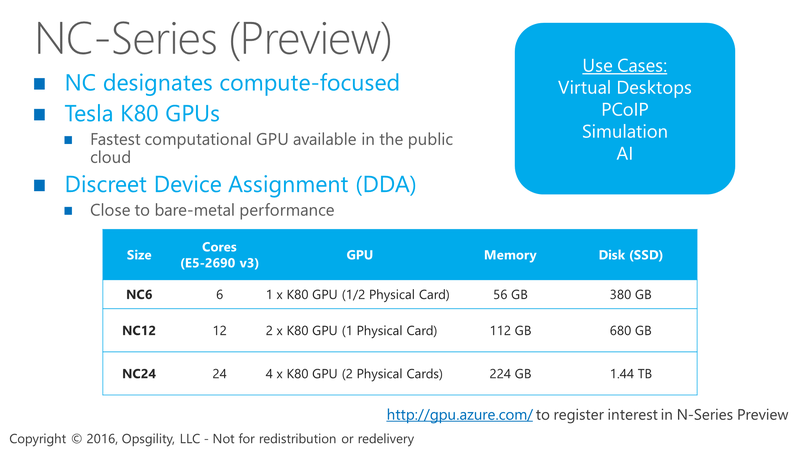 NC-Series (Preview)
NC designates compute-focused
Tesla K80 GPUs
Fastest computational GPU available in the public
cloud
Discreet Device Assignment (DDA)
Close to bare-metal performance
Use Cases:
Virtual Desktops
PCoIP
Simulation
AI
Size Cores (E5-2690 v3) GPU Memory Disk (SSD)
NC6 6 1 x K80 GPU (1/2 Physical Card) 56 GB 380 GB
NC12 12 2 x K80 GPU (1 Physical Card) 112 GB 680 GB
NC24 24 4 x K80 GPU (2 Physical Cards) 224 GB 1.44 TB
http://gpu.azure.com/ to register interest in N-Series Preview
Copyright © 2016, Opsgility, LLC - Not for redistribution or redelivery